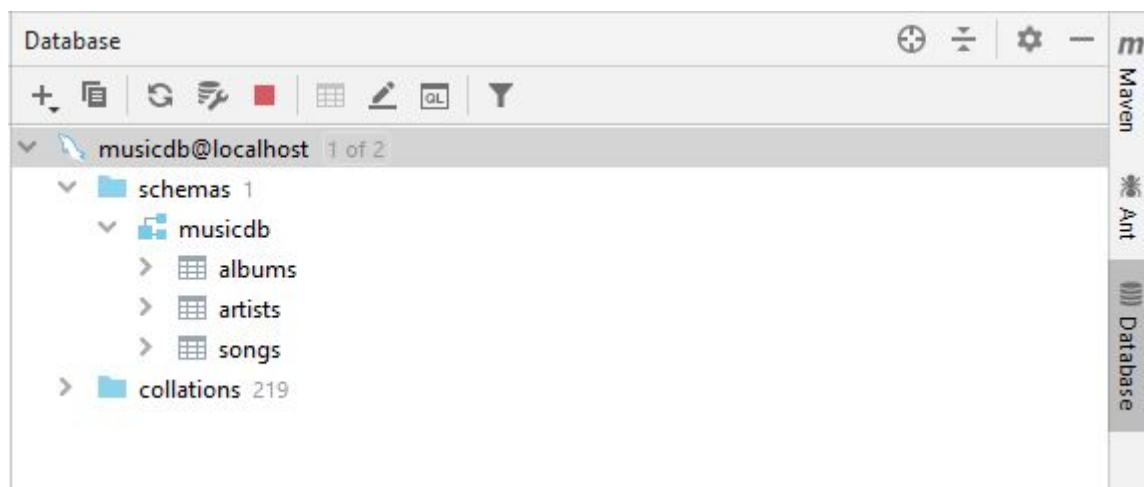 Database
QL
musicdb@localhost 1 of 2
schemas 1
musicdb
albums
artists
songs
collations 219
m Maven
Ant
Database